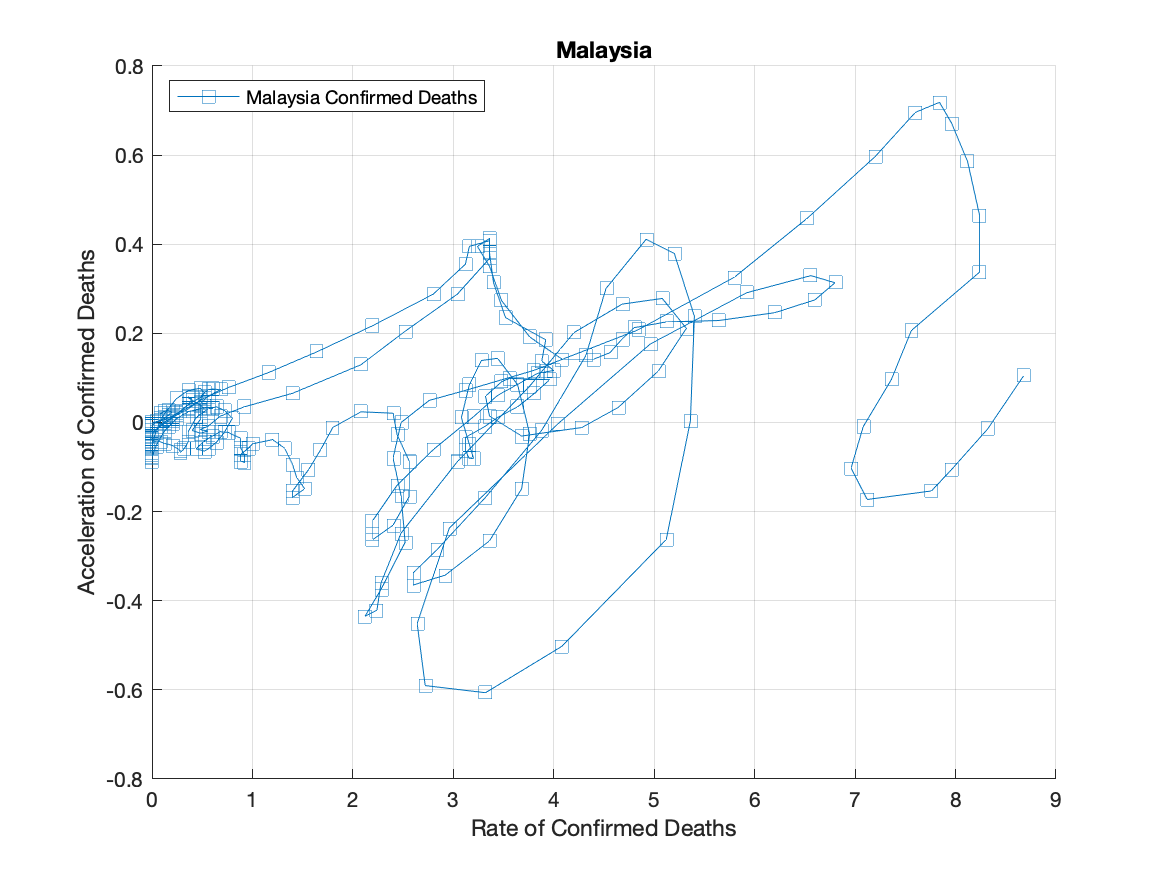 Malaysia
Malaysia Confirmed Deaths
0.8
0.6
0.4
0.2
0
-0.2
-0.4
-0.6
-0.8
Acceleration of Confirmed Deaths
0 1 2 3 4 5 6 7 8 9
Rate of Confirmed Deaths